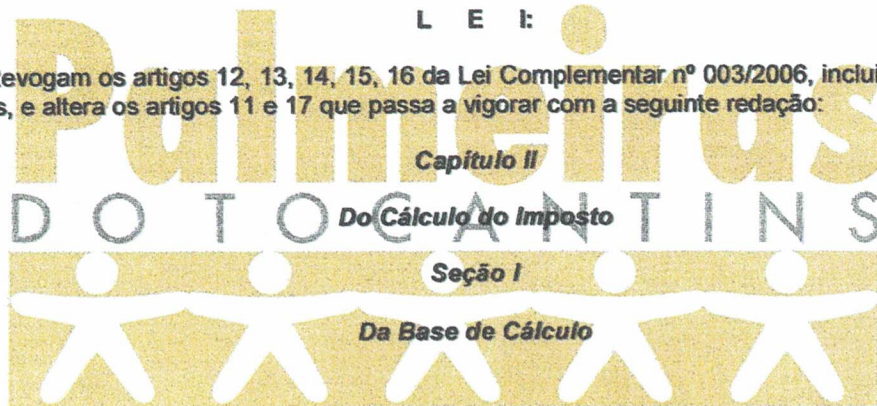 L E I:
Revogam os artigos 12, 13, 14, 15, 16 da Lei Complementar nº 003/2006, inclui
s, e altera os artigos 11 e 17 que passa a vigorar com a seguinte redação:
Palmeiras
Capítulo II
DO TOCANTINS
Do Cálculo do Imposto
Seção I
Da Base de Cálculo